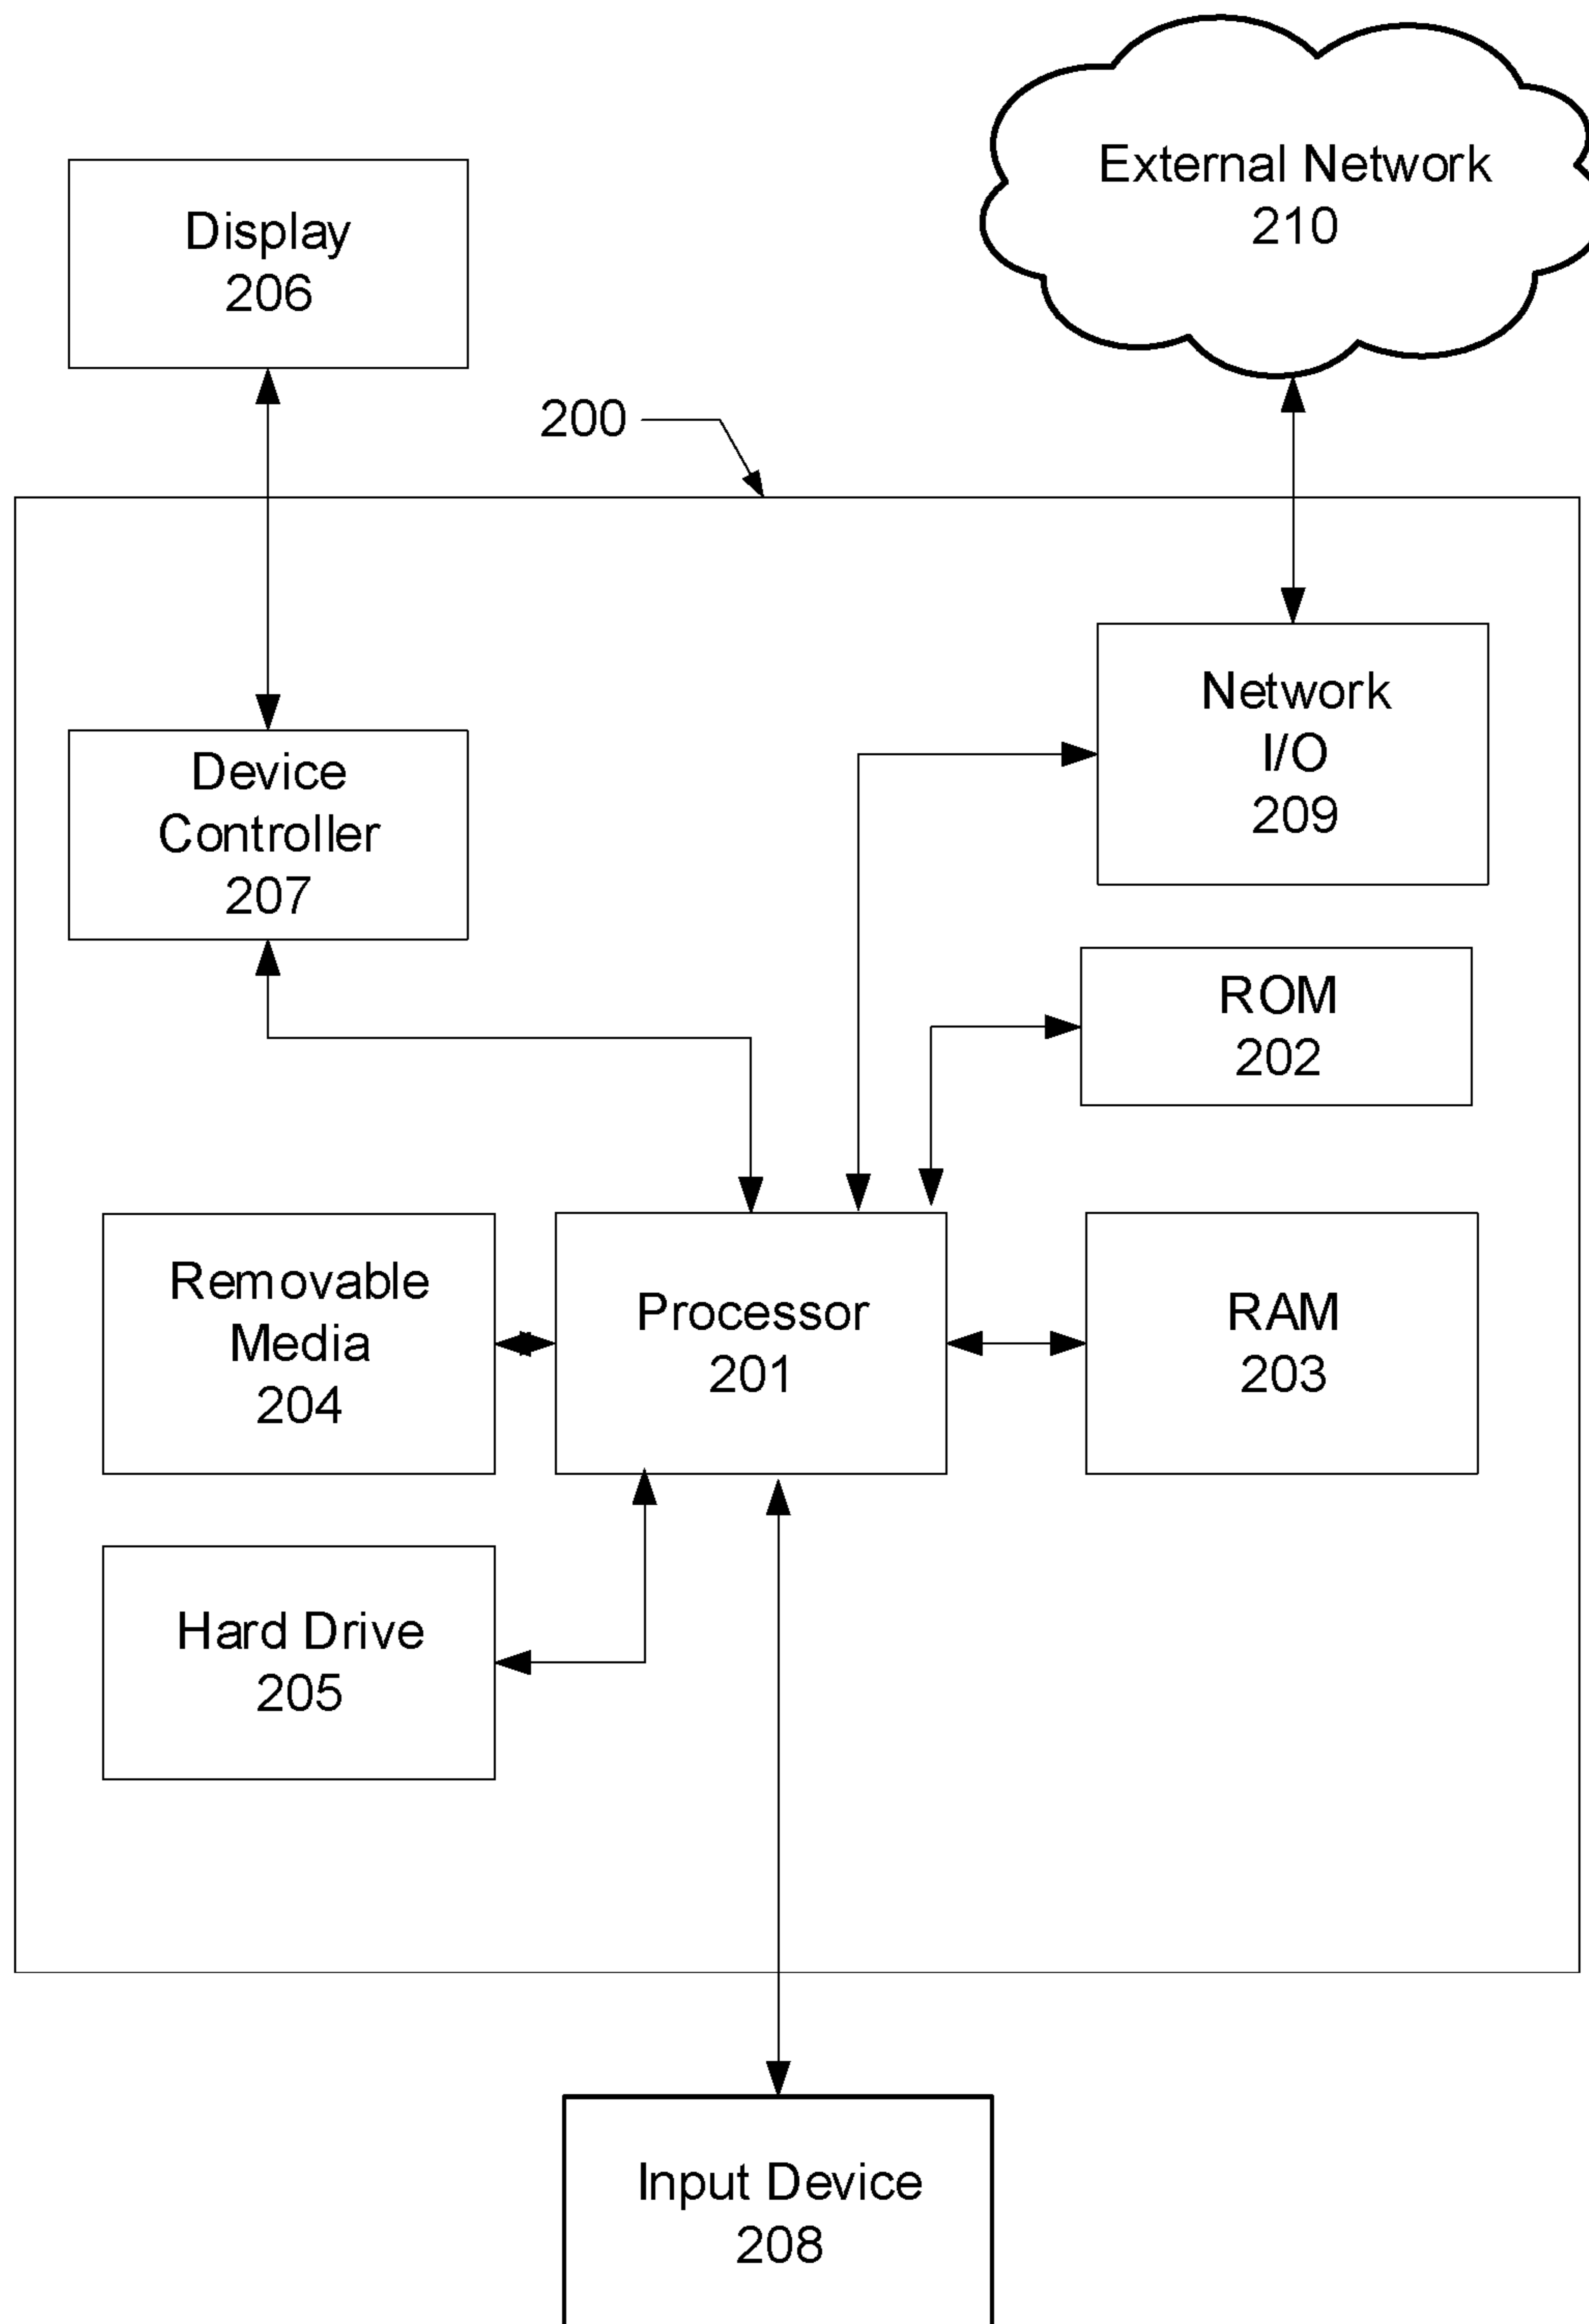 External Network
210
Display
206
200
Network
I/O
209
Device
Controller
207
ROM
202
Removable
Media
204
Processor
201
RAM
203
Hard Drive
205
Input Device
208